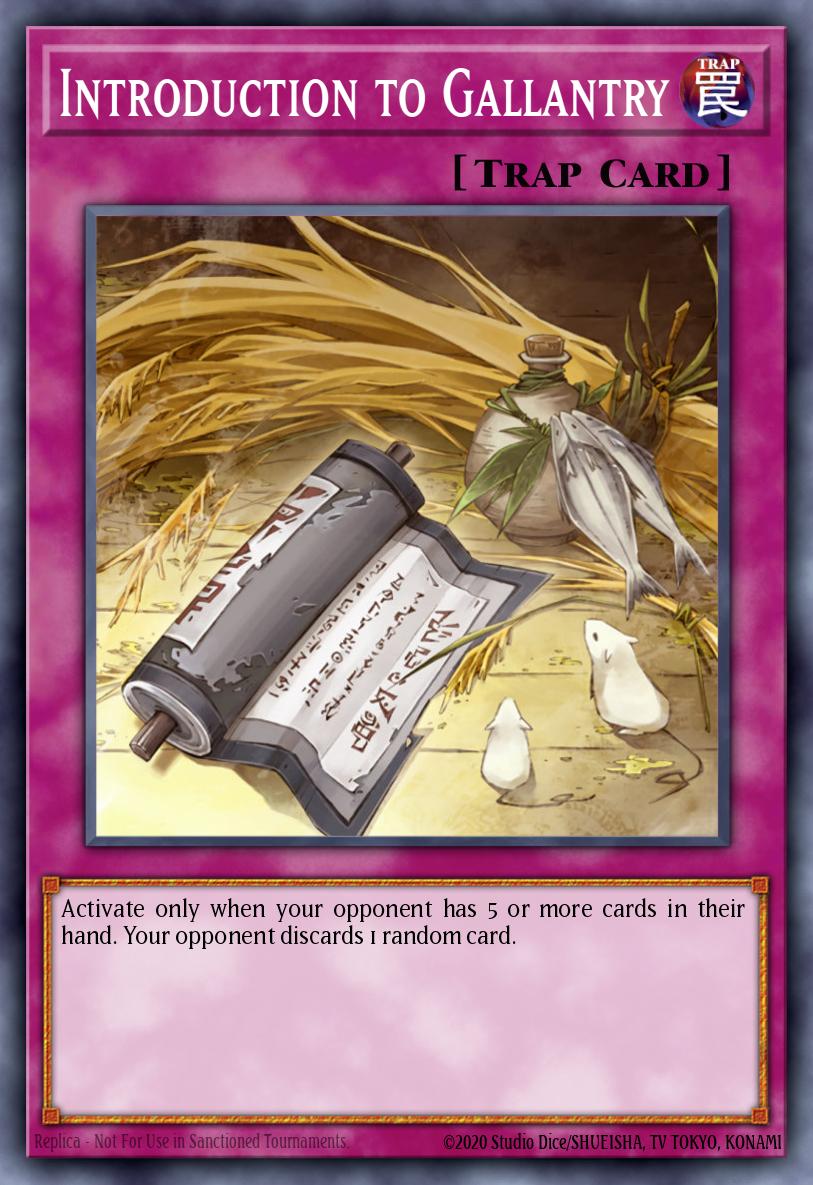 INTRODUCTION TO GALLANTRY
TRAP
罠
[TRAP CARD]
Activate only when your opponent has 5 or more cards in their
hand. Your opponent discards 1 random card.
Replica - Not For Use in Sanctioned Tournaments.
©2020 Studio Dice/SHUEISHA, TV TOKYO, KONAMI